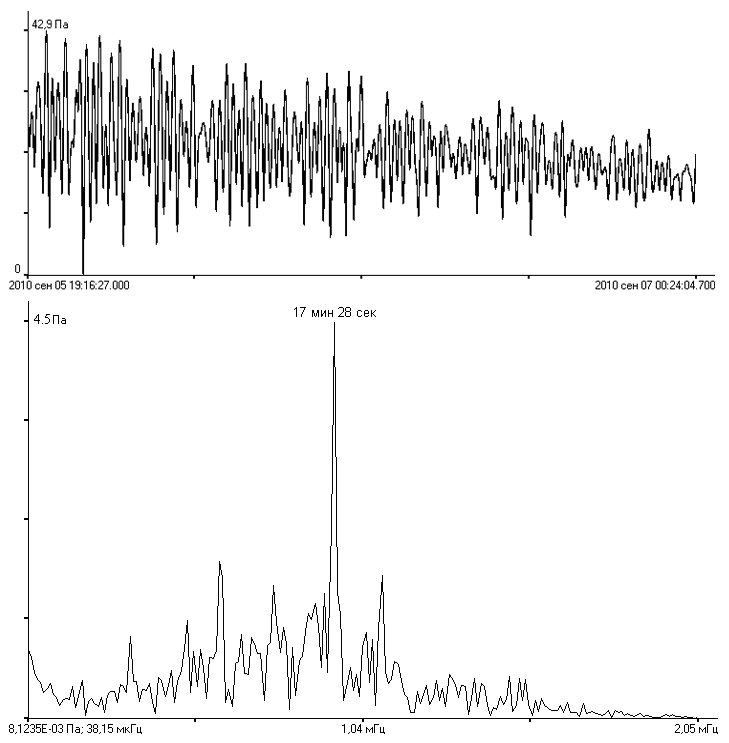 42,9 Па
0
2010 сен 05 19:16:27.000 2010 сен 07 00:24:04.700
4.5 Па
17 мин 28 сек
8,1235E-03 Па; 38,15 мкГц 1,04 мГц 2,05 мГц